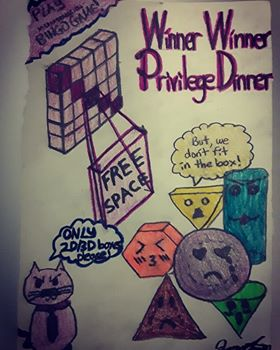 PLAY
BINGO GAME!
Winner Winner
Privilege Dinner
But, we
don't fit
in the box!
FREE
SPACE
ONLY
2D/3D boxes
please!